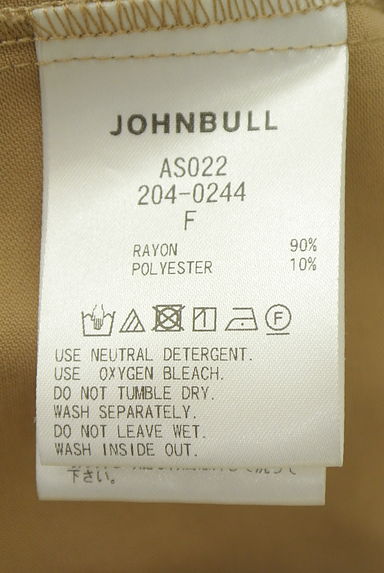 JOHNBULL
AS022
204-0244
F
RAYON 90%
POLYESTER 10%
F
USE NEUTRAL DETERGENT.
USE OXYGEN BLEACH.
DO NOT TUMBLE DRY.
WASH SEPARATELY.
DO NOT LEAVE WET.
WASH INSIDE OUT.
下さい。